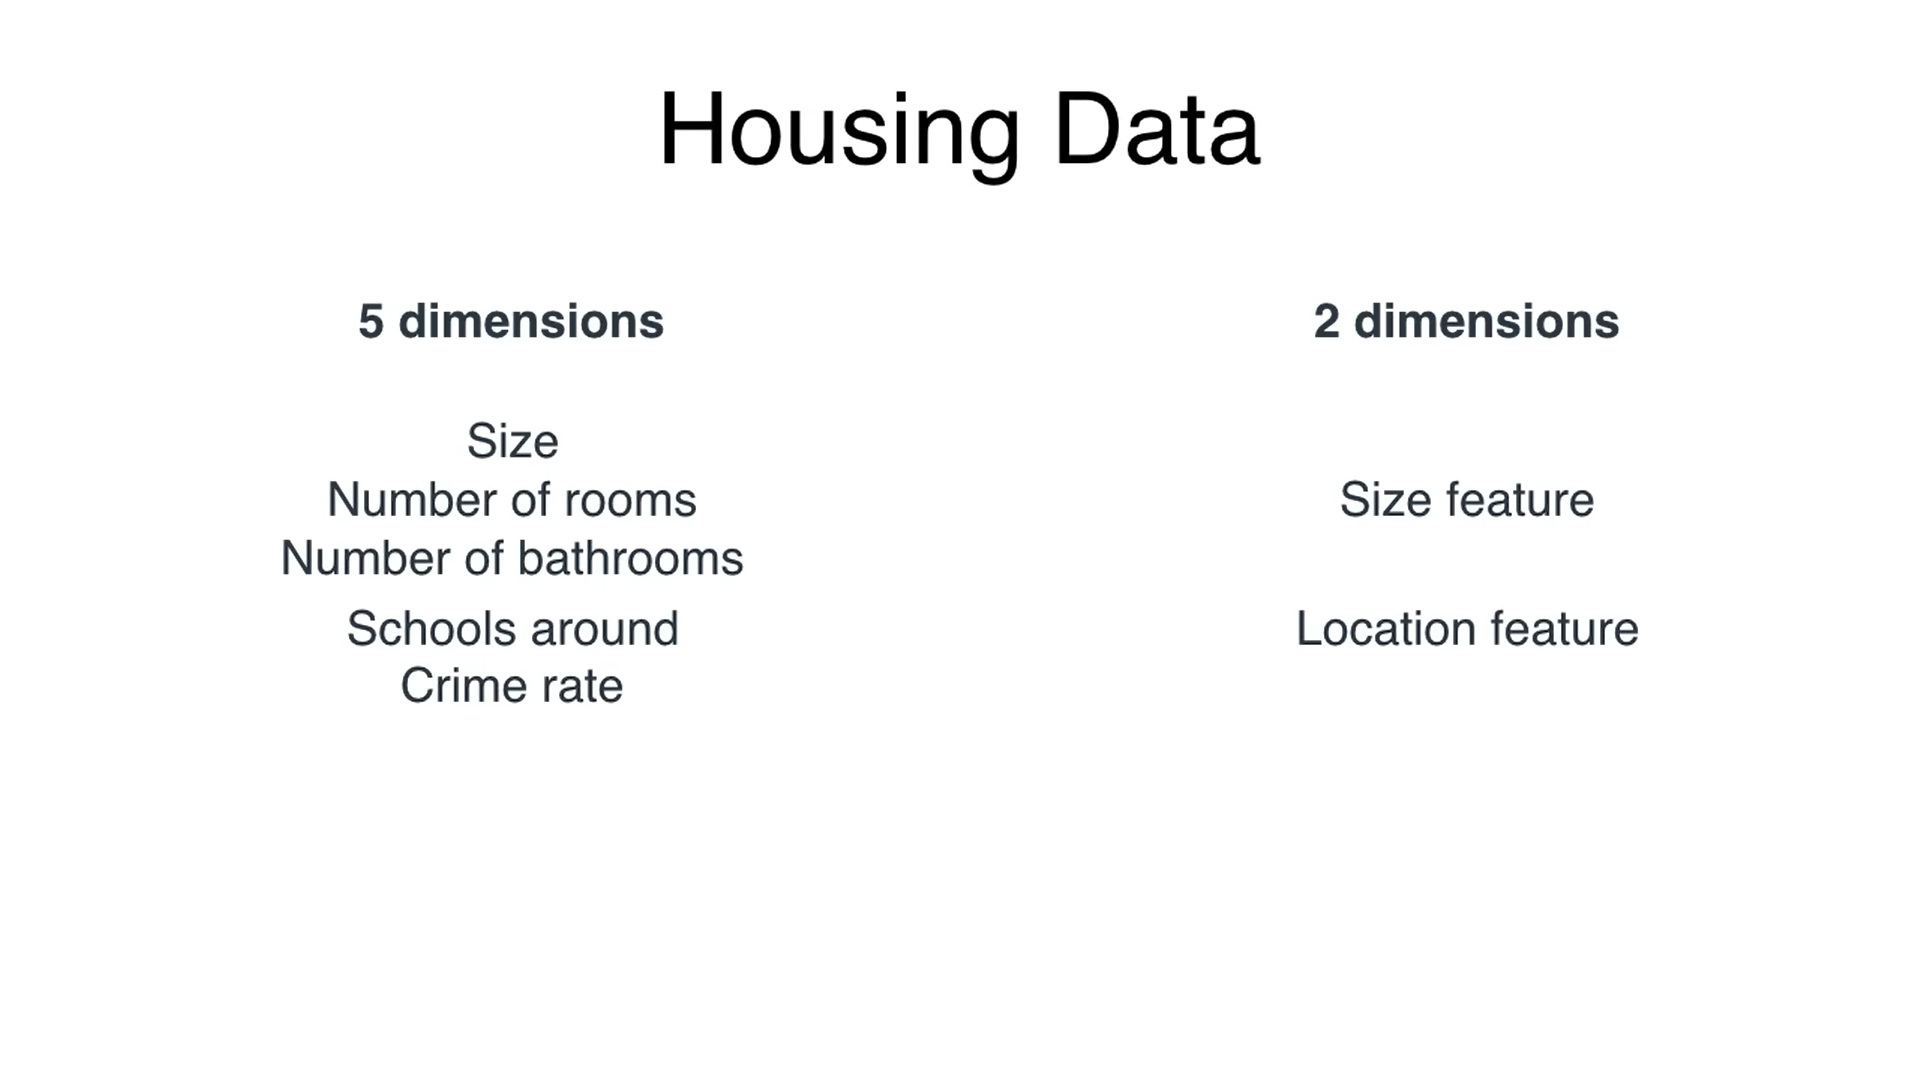 Housing Data
5 dimensions
Size
Number of rooms
Number of bathrooms
Schools around
Crime rate
2 dimensions
Size feature
Location feature